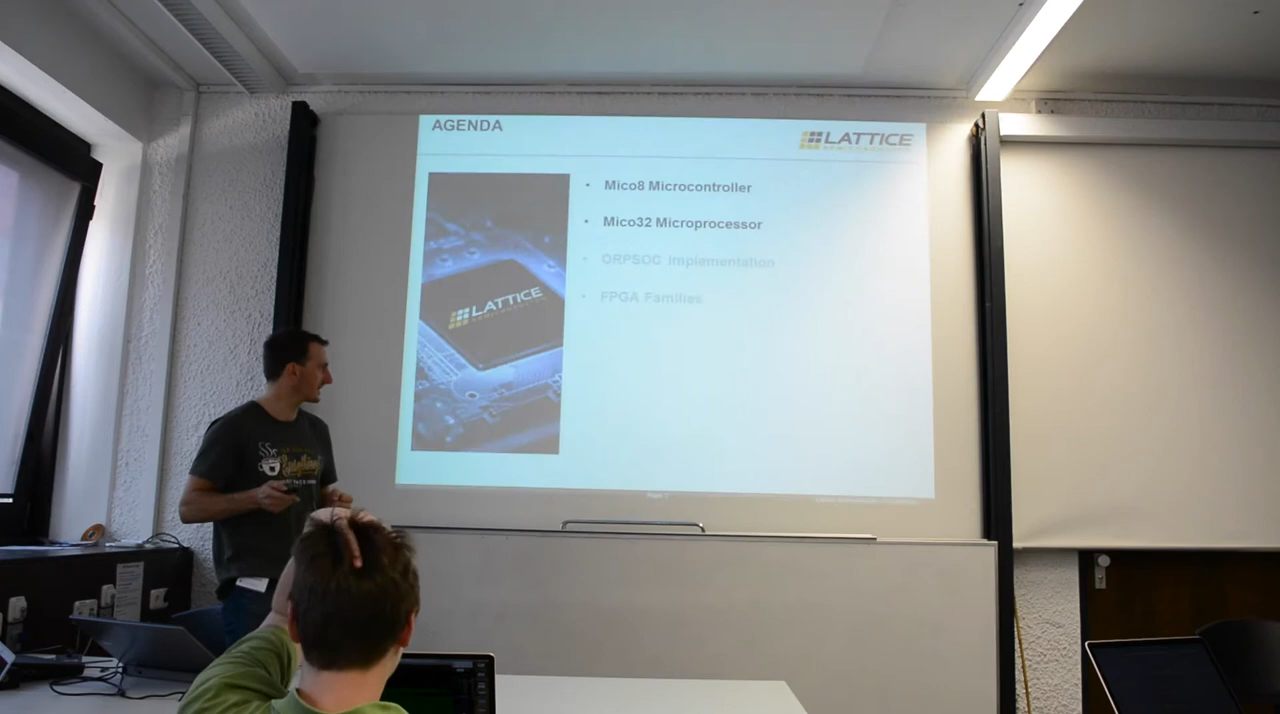 AGENDA
LATTICE
• Mico8 Microcontroller
• Mico32 Microprocessor
• ORPSOC Implementation
• FPGA Families
LATTICE